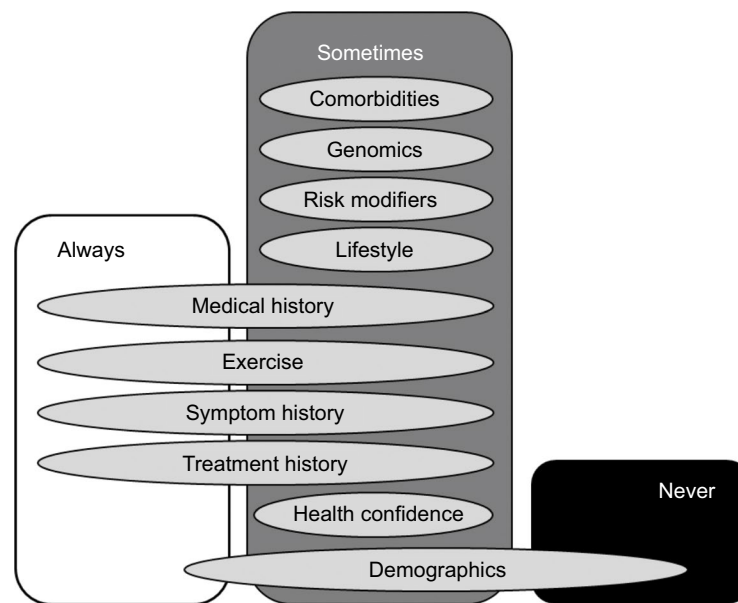 Sometimes
Comorbidities
Genomics
Risk modifiers
Lifestyle
Always
Medical history
Exercise
Symptom history
Treatment history
Never
Health confidence
Demographics